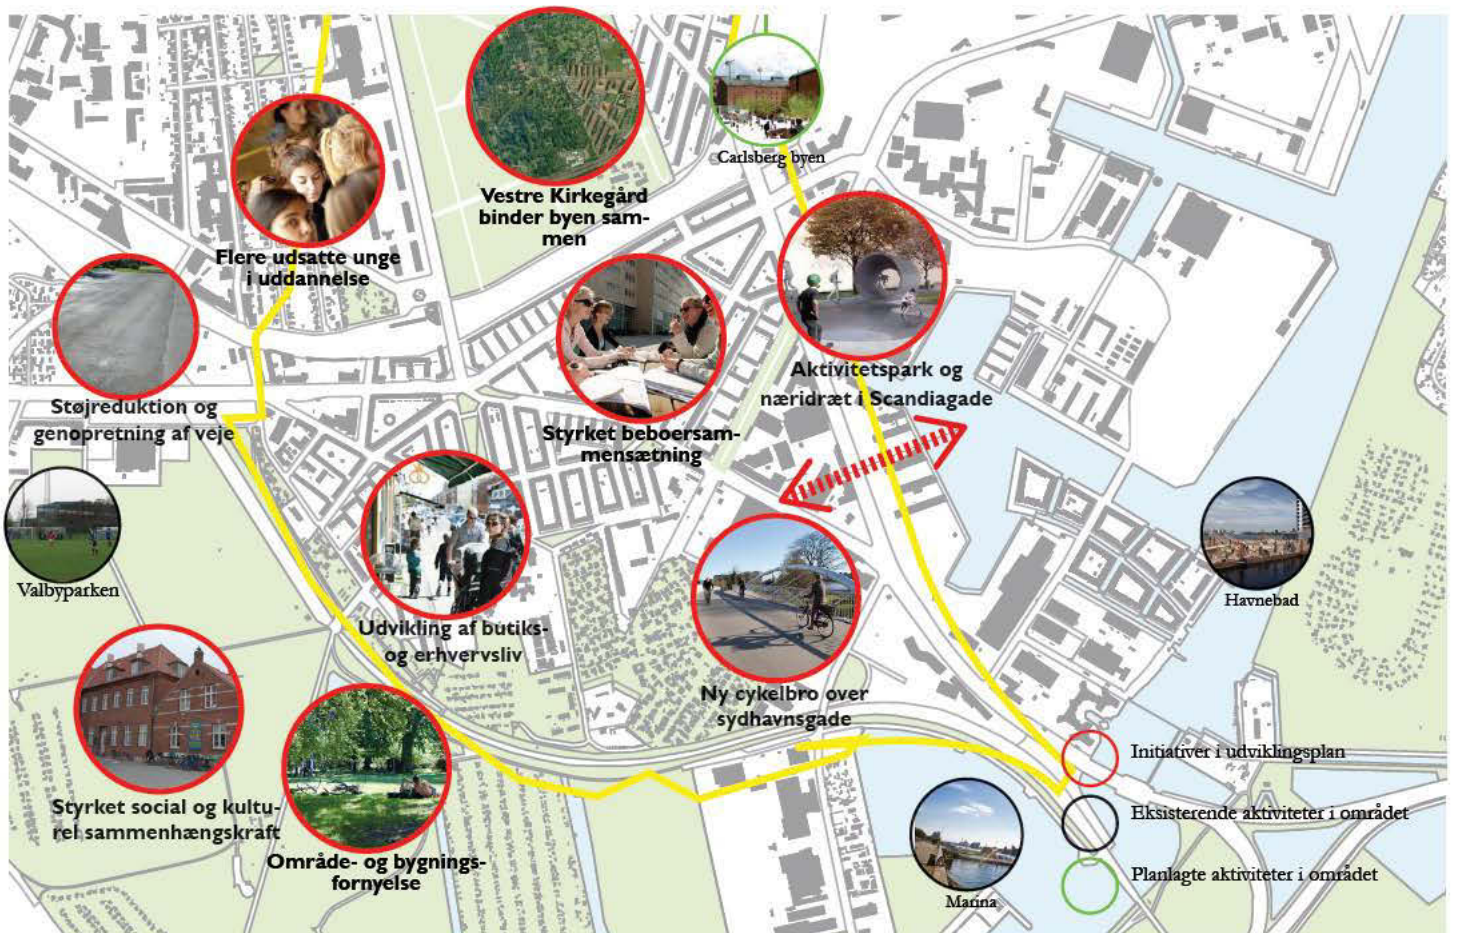 Carlsberg byen
Vestre Kirkegård
binder byen sam-
men
Flere udsatte unge
i uddannelse
Aktivitetspark og
næridræt i Scandiagade
Støjreduktion og
genopretning af veje
Styrket beboersam-
mensætning
Valbyparken
Havnebad
Udvikling af butiks-
og erhvervsliv
Ny cykelbro over
sydhavnsgade
Styrket social og kultu-
rel sammenhængskraft
Område- og bygnings-
fornyelse
Marina
Initiativer i udviklingsplan
Eksisterende aktiviteter i området
Planlagte aktiviteter i området